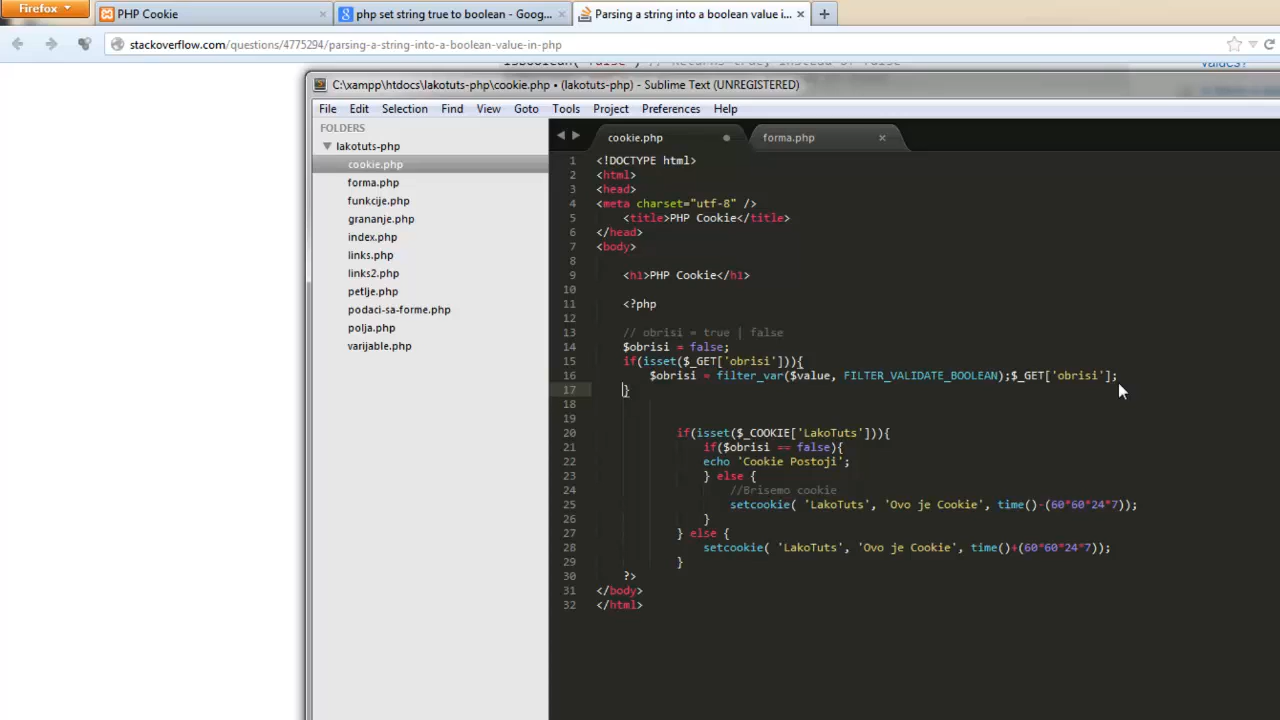 Firefox
PHP Cookie
php set string true to boolean - Goog...
Parsing a string into a boolean value i...
stackoverflow.com/questions/4775294/parsing-a-string-into-a-boolean-value-in-php
values?
C:\xampp\htdocs\lakotuts-php\cookie.php • (lakotuts-php) - Sublime Text (UNREGISTERED)
File Edit Selection Find View Goto Tools Project Preferences Help
FOLDERS
lakotuts-php
cookie.php
forma.php
funkcije.php
grananje.php
index.php
links.php
links2.php
petlje.php
podaci-sa-forme.php
polja.php
varijable.php
cookie.php
forma.php
1 <!DOCTYPE html>
2 <html>
3 <head>
4 <meta charset="utf-8" />
5 <title>PHP Cookie</title>
6 </head>
7 <body>
8
9 <h1>PHP Cookie</h1>
10
11 <?php
12
13 // obrisi = true | false
14 $obrisi = false;
15 if(isset($_GET['obrisi'])){
16 $obrisi = filter_var($value, FILTER_VALIDATE_BOOLEAN);$_GET['obrisi'];
17 }
18
19
20 if(isset($_COOKIE['LakoTuts'])){
21 if($obrisi == false){
22 echo 'Cookie Postoji';
23 } else {
24 //Brisemo cookie
25 setcookie( 'LakoTuts', 'Ovo je Cookie', time()-(60*60*24*7));
26 }
27 } else {
28 setcookie( 'LakoTuts', 'Ovo je Cookie', time()+(60*60*24*7));
29 }
30 ?>
31 </body>
32 </html>